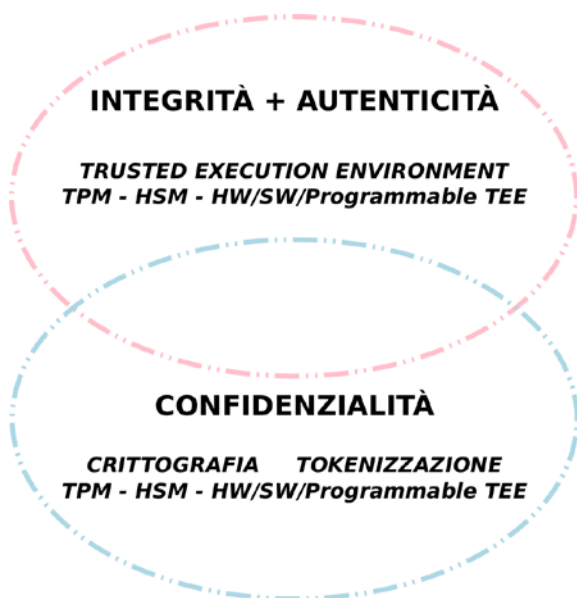 INTEGRITÀ + AUTENTICITÀ
TRUSTED EXECUTION ENVIRONMENT
TPM - HSM - HW/SW/Programmable TEE
CONFIDENZIALITÀ
CRITTOGRAFIA TOKENIZZAZIONE
TPM - HSM - HW/SW/Programmable TEE